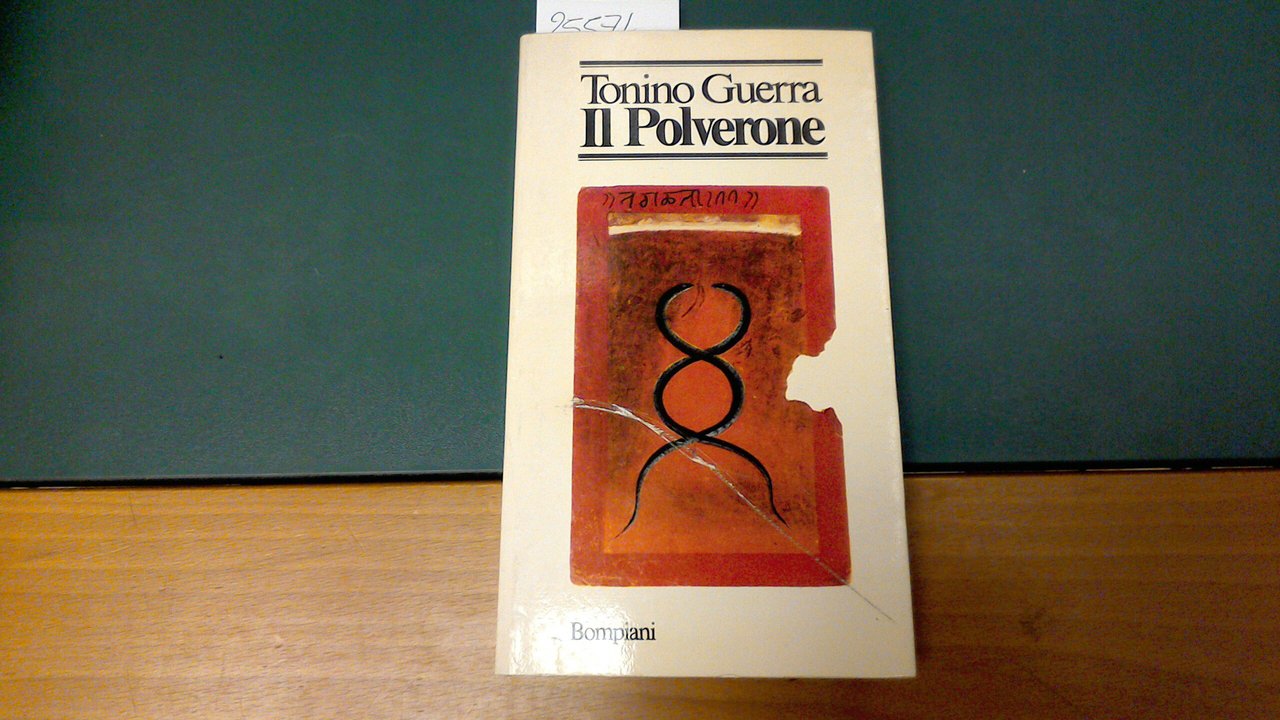 Tonino Guerra
Il Polverone
Bompiani